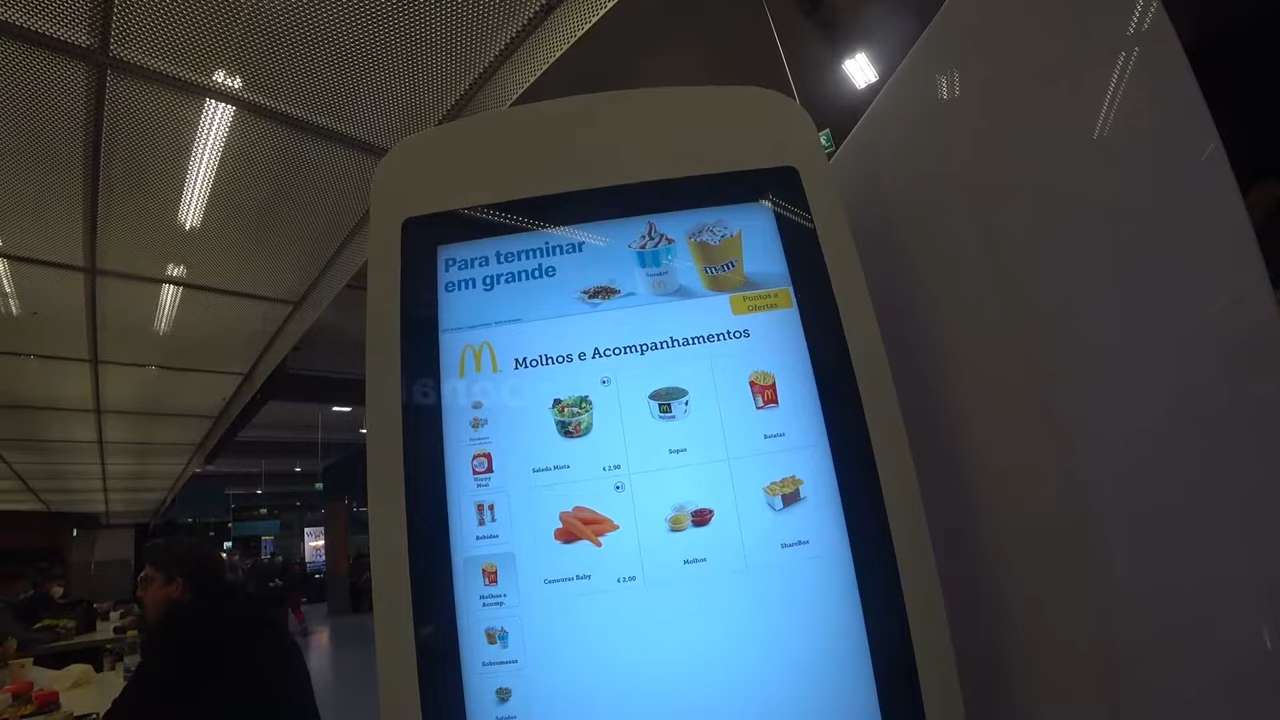 Para terminar
em grande
Sundae
m&m's
Pontos e
Ofertas
Molhos e Acompanhamentos
Happy
Meal
Bebidas
Molhos e
Acomp.
Sobremesas
Saladas
Salada Mista € 2,90
Sopas
Batatas
Cenouras Baby € 2,00
Molhos
ShareBox